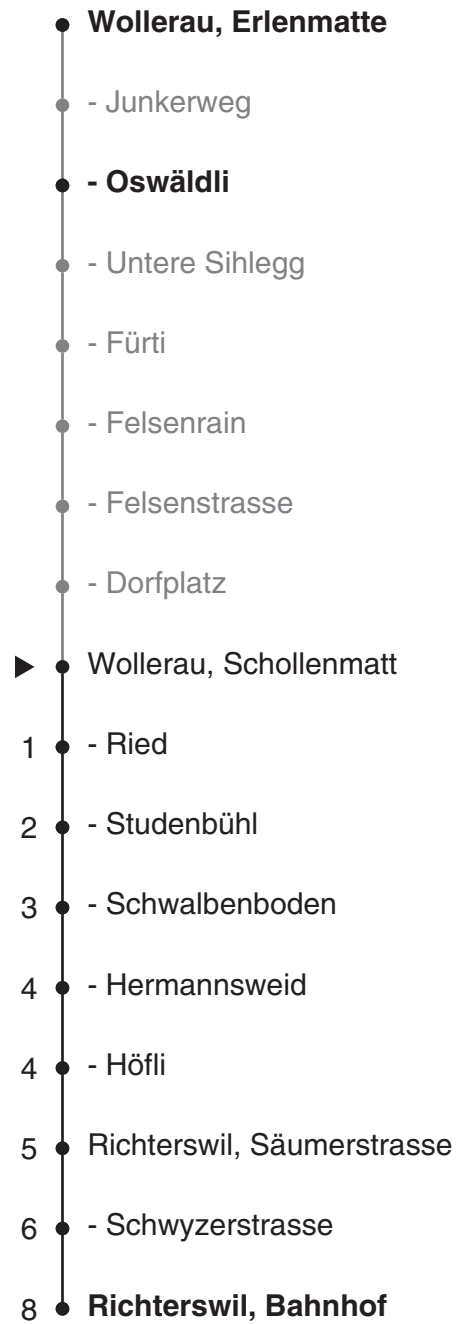 Wollerau, Erlenmatte
- Junkerweg
- Oswäldli
- Untere Sihlegg
- Fürti
- Felsenrain
- Felsenstrasse
- Dorfplatz
Wollerau, Schollenmatt
1 - Ried
2 - Studenbühl
3 - Schwalbenboden
4 - Hermannsweid
4 - Höfli
5 Richterswil, Säumerstrasse
6 - Schwyzerstrasse
8 Richterswil, Bahnhof